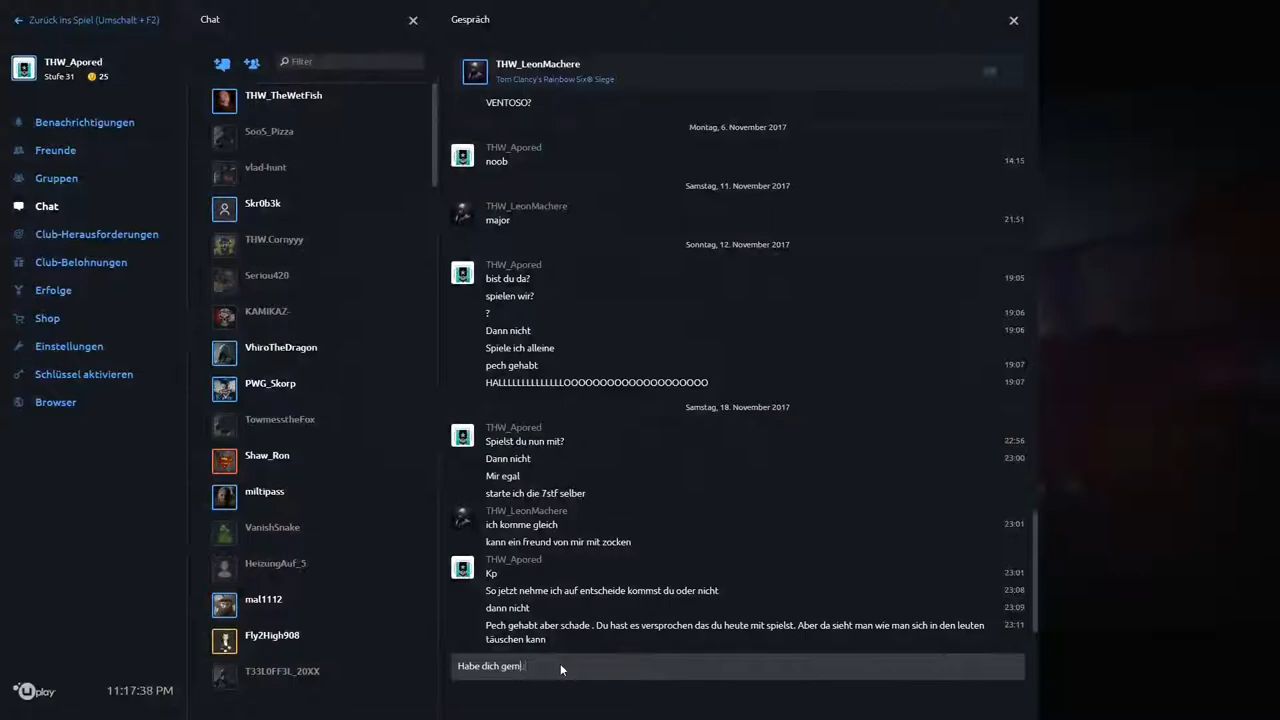 Zurück ins Spiel (Umschalt + F2)
THW_Apored
Stufe 31 25
Benachrichtigungen
Freunde
Gruppen
Chat
Club-Herausforderungen
Club-Belohnungen
Erfolge
Shop
Einstellungen
Schlüssel aktivieren
Browser
uplay 11:17:38 PM
Chat
Filter
THW_TheWetFish
SooS_Pizza
vlad-hunt
Skr0b3k
THW.Cornyyy
Seriou420
KAMIKAZ-
VhiroTheDragon
PWG_Skorp
TowmesstheFox
Shaw_Ron
miltipass
VanishSnake
HeizungAuf_5
mal1112
Fly2High908
T33L0FF3L_20XX
Gespräch
THW_LeonMachere
Tom Clancy's Rainbow Six® Siege
VENTOSO?
Montag, 6. November 2017
THW_Apored
noob 14:15
Samstag, 11. November 2017
THW_LeonMachere
major 21:51
Sonntag, 12. November 2017
THW_Apored
bist du da? 19:05
spielen wir?
? 19:06
Dann nicht 19:06
Spiele ich alleine
pech gehabt 19:07
HALLLLLLLLLLLLLOOOOOOOOOOOOOOOOOOOO 19:07
Samstag, 18. November 2017
THW_Apored
Spielst du nun mit? 22:56
Dann nicht 23:00
Mir egal
starte ich die 7stf selber
THW_LeonMachere
ich komme gleich 23:01
kann ein freund von mir mit zocken
THW_Apored
Kp 23:01
So jetzt nehme ich auf entscheide kommst du oder nicht 23:08
dann nicht 23:09
Pech gehabt aber schade . Du hast es versprochen das du heute mit spielst. Aber da sieht man wie man sich in den leuten 23:11
täuschen kann
Habe dich gern